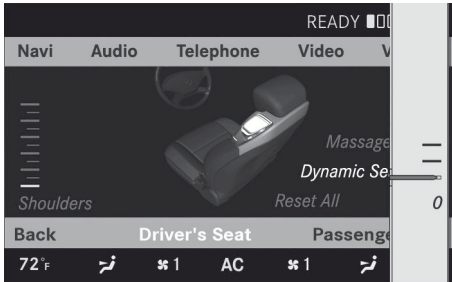 READY
Navi Audio Telephone Video V
Massage
Dynamic Se
Shoulders Reset All 0
Back Driver's Seat Passenge
72°F 1 AC 1